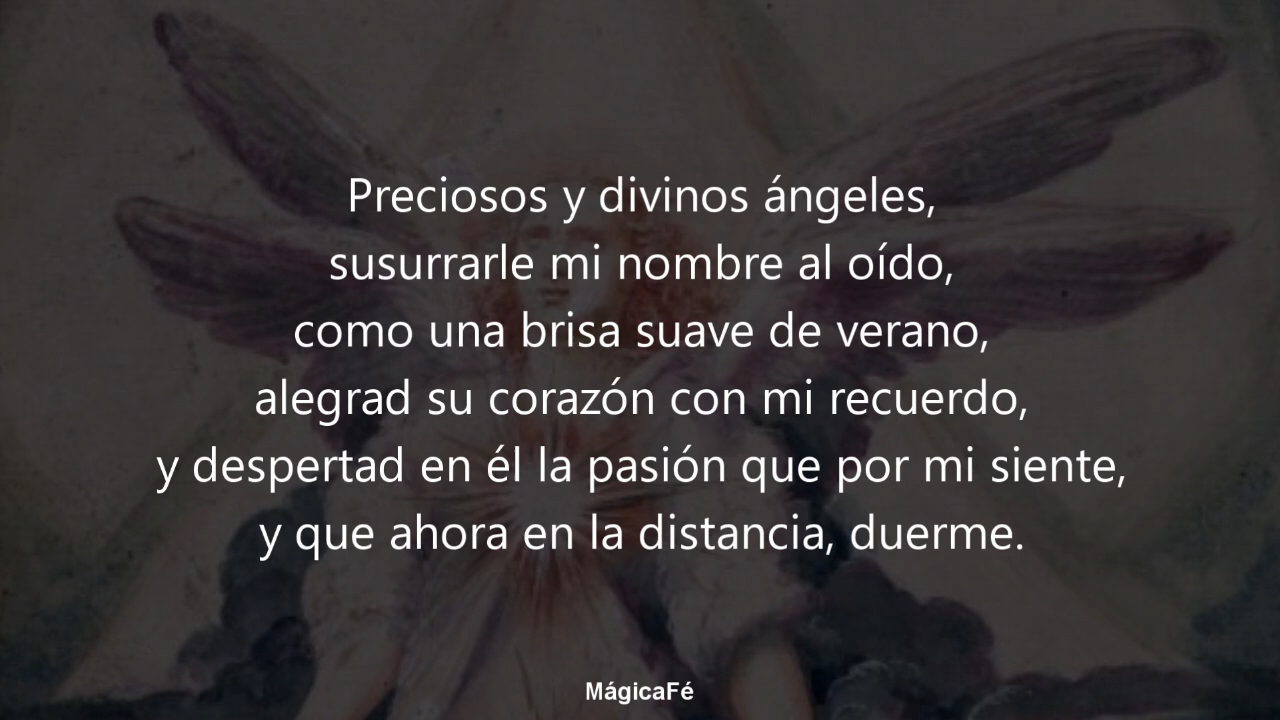 Preciosos y divinos ángeles,
susurrarle mi nombre al oído,
como una brisa suave de verano,
alegrad su corazón con mi recuerdo,
y despertad en él la pasión que por mi siente,
y que ahora en la distancia, duerme.
MágicaFé